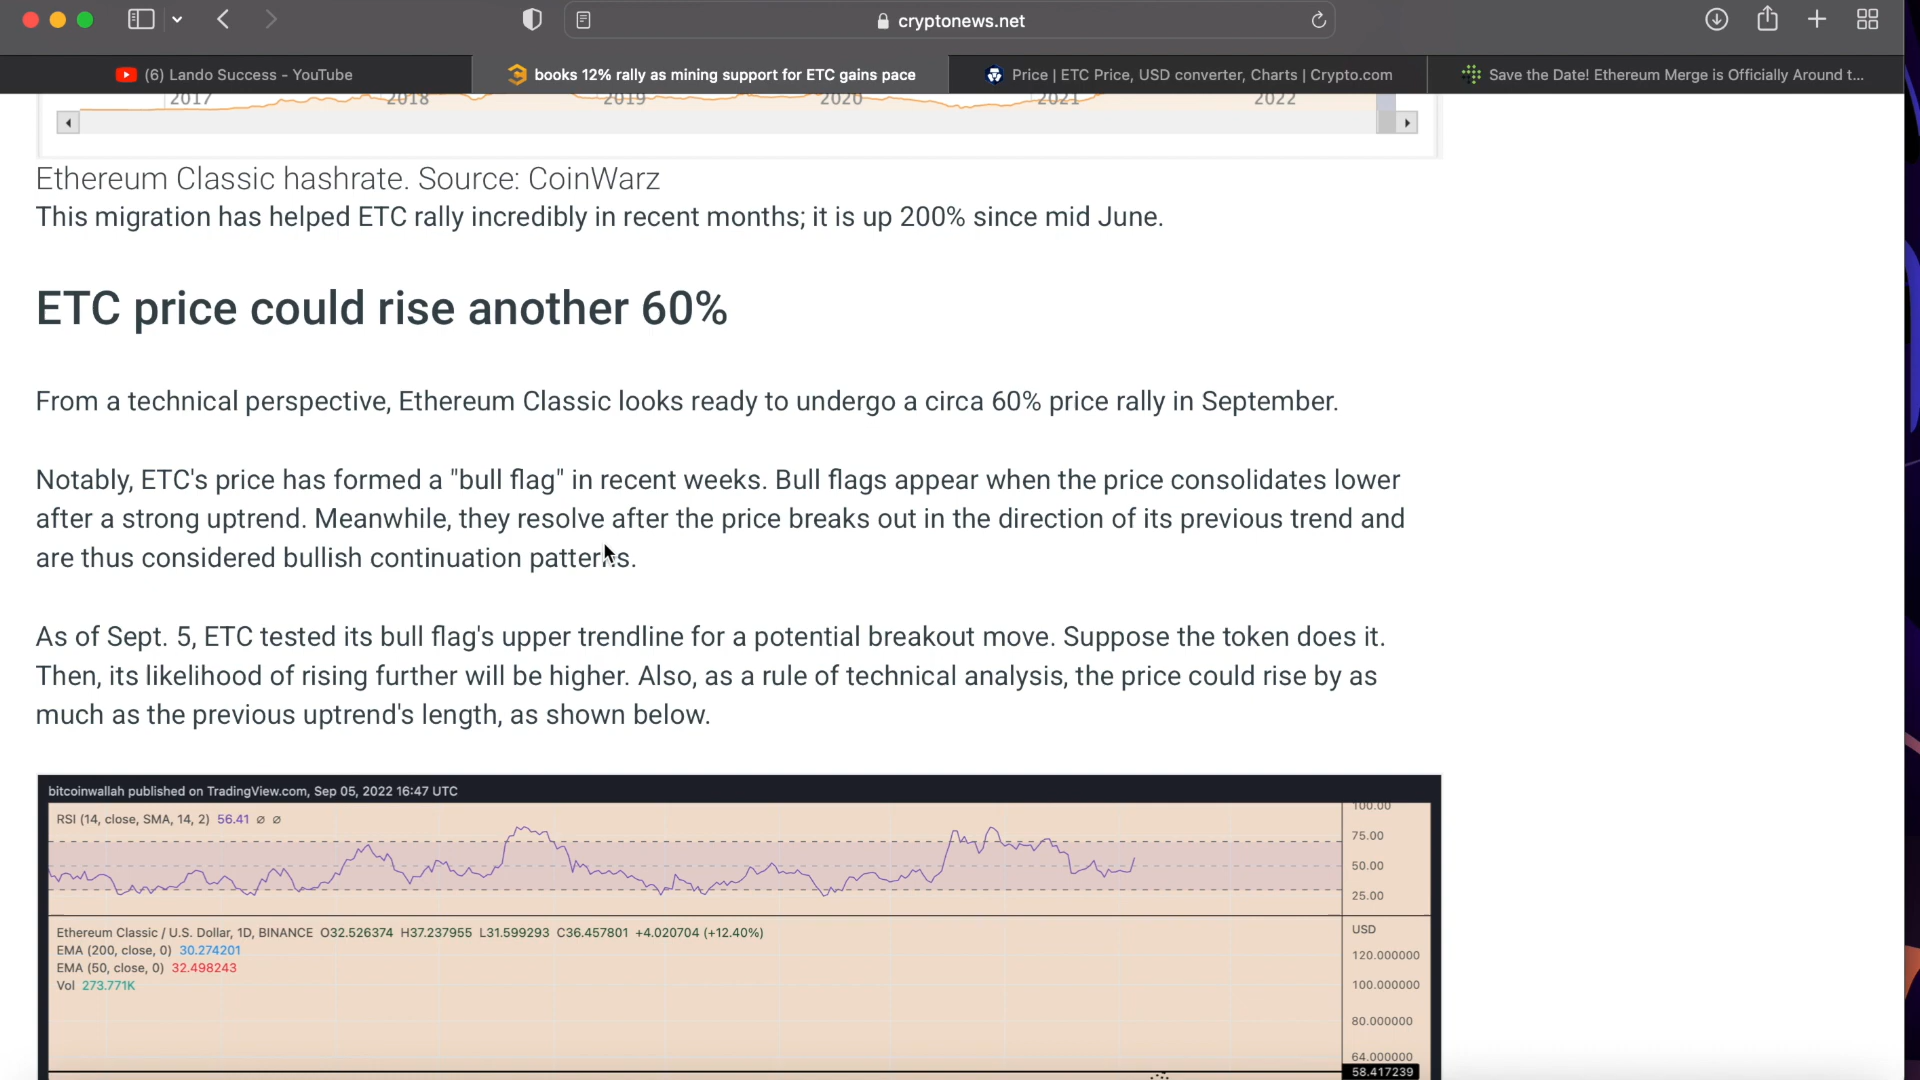 cryptonews.net
(6) Lando Success - YouTube
books 12% rally as mining support for ETC gains pace
Price | ETC Price, USD converter, Charts | Crypto.com
Save the Date! Ethereum Merge is Officially Around t...
2017 2018 2019 2020 2021 2022
Ethereum Classic hashrate. Source: CoinWarz
This migration has helped ETC rally incredibly in recent months; it is up 200% since mid June.
ETC price could rise another 60%
From a technical perspective, Ethereum Classic looks ready to undergo a circa 60% price rally in September.
Notably, ETC's price has formed a "bull flag" in recent weeks. Bull flags appear when the price consolidates lower
after a strong uptrend. Meanwhile, they resolve after the price breaks out in the direction of its previous trend and
are thus considered bullish continuation patterns.
As of Sept. 5, ETC tested its bull flag's upper trendline for a potential breakout move. Suppose the token does it.
Then, its likelihood of rising further will be higher. Also, as a rule of technical analysis, the price could rise by as
much as the previous uptrend's length, as shown below.
bitcoinwallah published on TradingView.com, Sep 05, 2022 16:47 UTC
100.00
RSI (14, close, SMA, 14, 2) 56.41 ∅ ∅
75.00
50.00
25.00
Ethereum Classic / U.S. Dollar, 1D, BINANCE O32.526374 H37.237955 L31.599293 C36.457801 +4.020704 (+12.40%)
USD
EMA (200, close, 0) 30.274201
120.000000
EMA (50, close, 0) 32.498243
Vol 273.771K
100.000000
80.000000
64.000000
58.417239